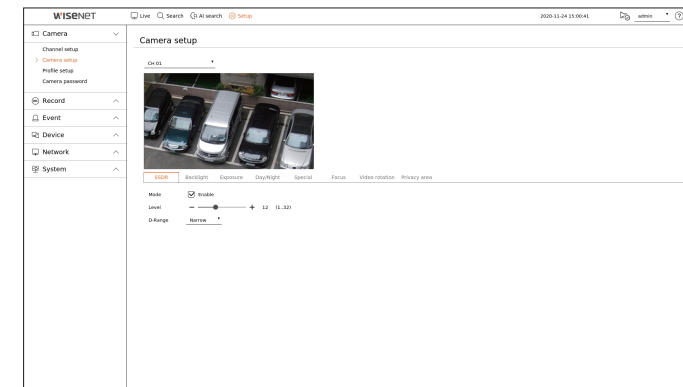 WISENET
Live Search AI search Setup 2020-11-24 15:00:41 admin
Camera
Camera setup
Channel setup
Camera setup
Profile setup
Camera password
CH 01
Record
Event
Device
Network
System
SSDR Backlight Exposure Day/Night Special Focus Video rotation Privacy area
Mode Enable
Level 12 (1..32)
D-Range Narrow